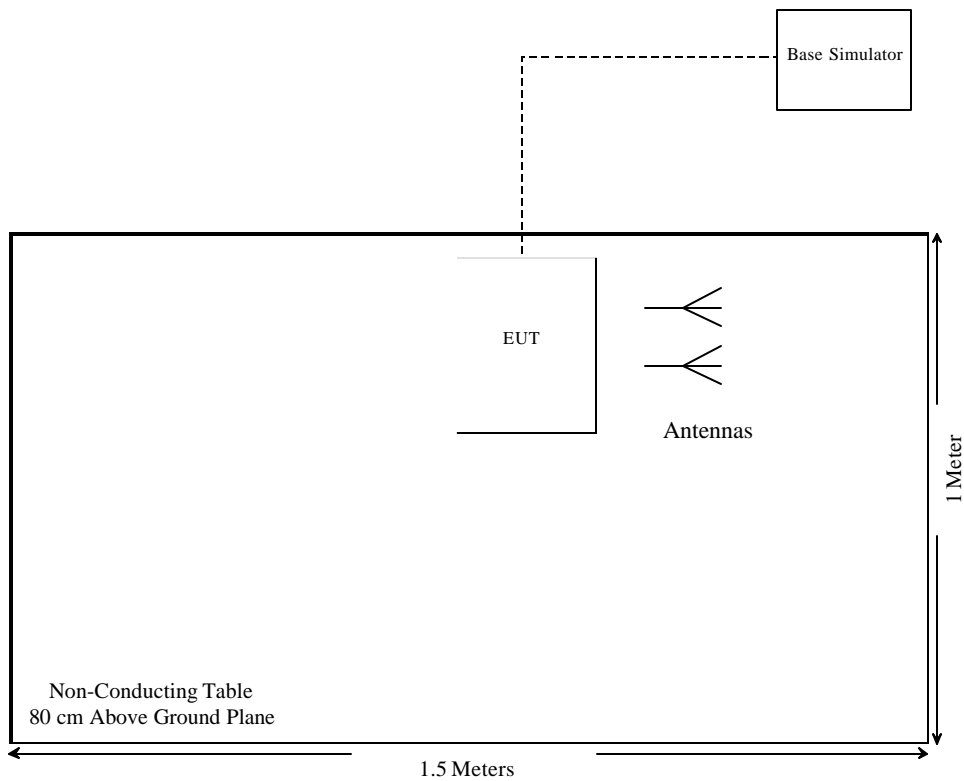 Base Simulator
EUT
Antennas
1 Meter
Non-Conducting Table
80 cm Above Ground Plane
1.5 Meters